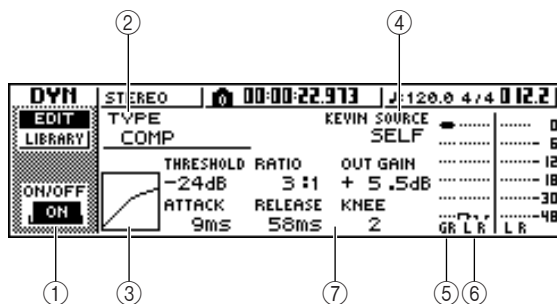 ② ④
DYN STEREO 00:00:22.973 ♩:120.0 4/4 012.2
EDIT TYPE KEVIN SOURCE
LIBRARY COMP SELF
THRESHOLD RATIO OUT GAIN
-24dB 3:1 + 5.5dB
ON/OFF ATTACK RELEASE KNEE
ON 9ms 58ms 2
0
6
12
18
30
48
GR L R L R
① ③ ⑦ ⑤ ⑥